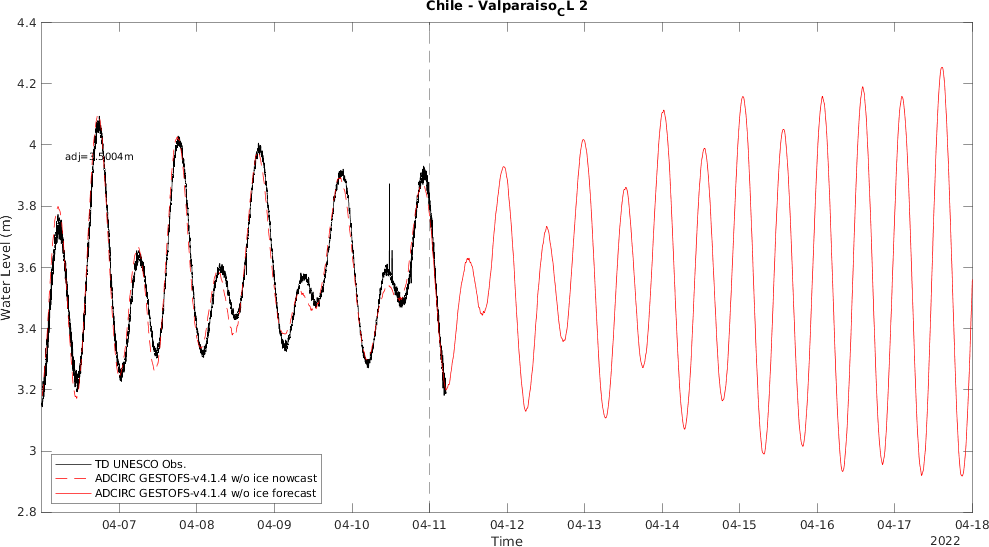 Chile - Valparaiso_CL 2
4.4
4.2
4
3.8
3.6
3.4
3.2
3
2.8
Water Level (m)
adj=3.5004m
TD UNESCO Obs.
ADCIRC GESTOFS-v4.1.4 w/o ice nowcast
ADCIRC GESTOFS-v4.1.4 w/o ice forecast
04-07 04-08 04-09 04-10 04-11 04-12 04-13 04-14 04-15 04-16 04-17 04-18
Time
2022